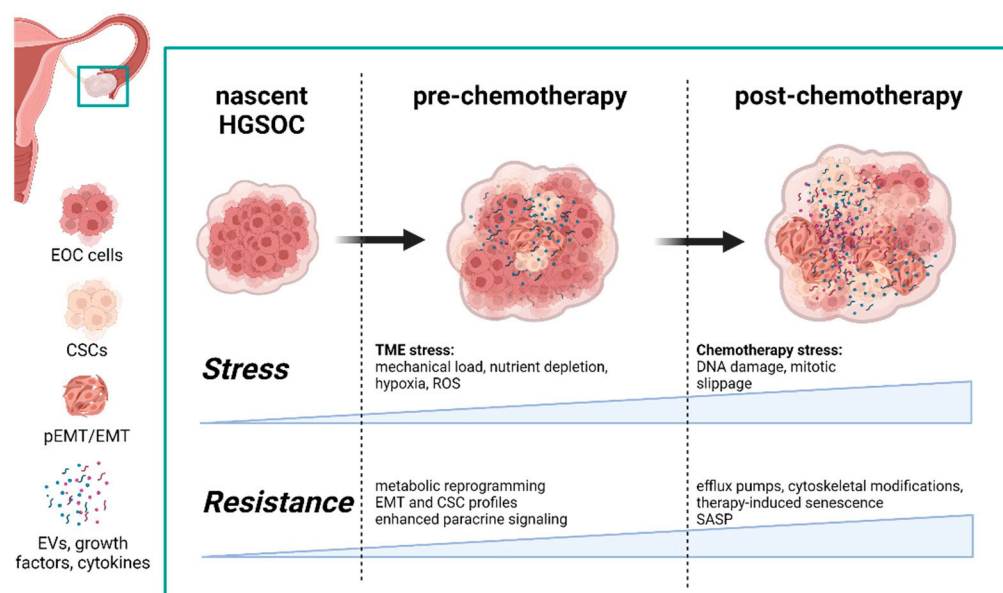 nascent
HGSOC
pre-chemotherapy
post-chemotherapy
EOC cells
CSCs
pEMT/EMT
EVs, growth
factors, cytokines
Stress
TME stress:
mechanical load, nutrient depletion,
hypoxia, ROS
Chemotherapy stress:
DNA damage, mitotic
slippage
Resistance
metabolic reprogramming
EMT and CSC profiles
enhanced paracrine signaling
efflux pumps, cytoskeletal modifications,
therapy-induced senescence
SASP